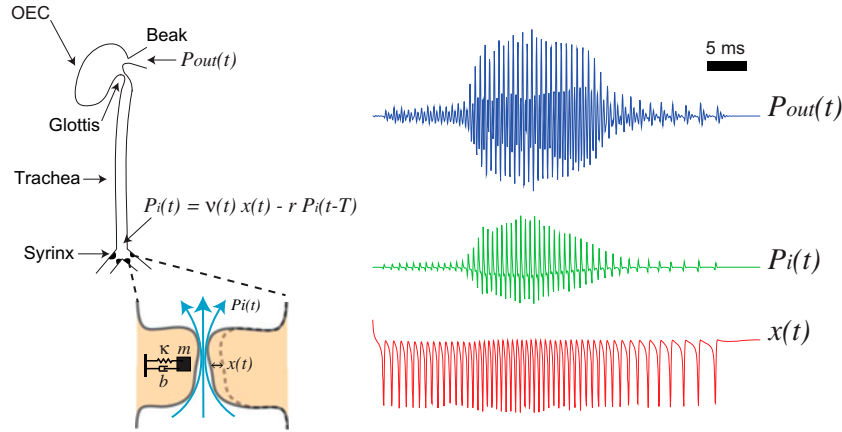 OEC
Beak
Pout(t)
Glottis
Trachea
Pi(t) = ν(t) x(t) - r Pi(t-T)
Syrinx
Pi(t)
κ
m
b
x(t)
5 ms
Pout(t)
Pi(t)
x(t)